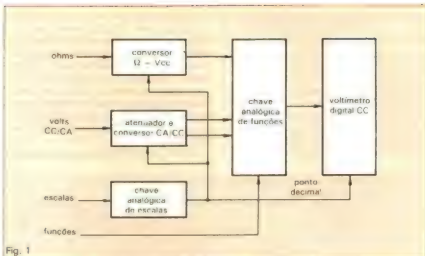 ohms
conversor
Ω – Vcc
volts
CC/CA
atenuador e
conversor CA/CC
chave
analógica
de funções
voltímetro
digital CC
escalas
chave
analógica
de escalas
ponto
decimal
funções
Fig. 1